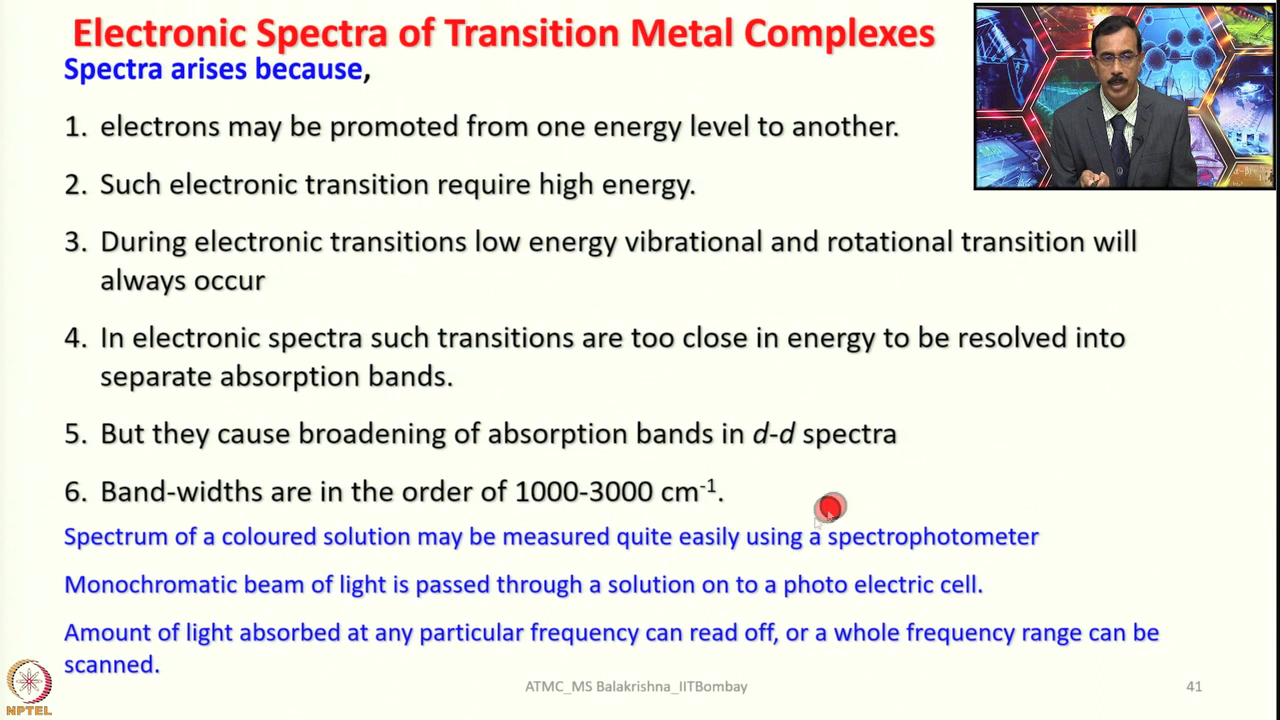 Electronic Spectra of Transition Metal Complexes
Spectra arises because,
1. electrons may be promoted from one energy level to another.
2. Such electronic transition require high energy.
3. During electronic transitions low energy vibrational and rotational transition will
always occur
4. In electronic spectra such transitions are too close in energy to be resolved into
separate absorption bands.
5. But they cause broadening of absorption bands in d-d spectra
6. Band-widths are in the order of 1000-3000 cm⁻¹.
Spectrum of a coloured solution may be measured quite easily using a spectrophotometer
Monochromatic beam of light is passed through a solution on to a photo electric cell.
Amount of light absorbed at any particular frequency can read off, or a whole frequency range can be
scanned.
NPTEL
ATMC_MS Balakrishna_IITBombay
41